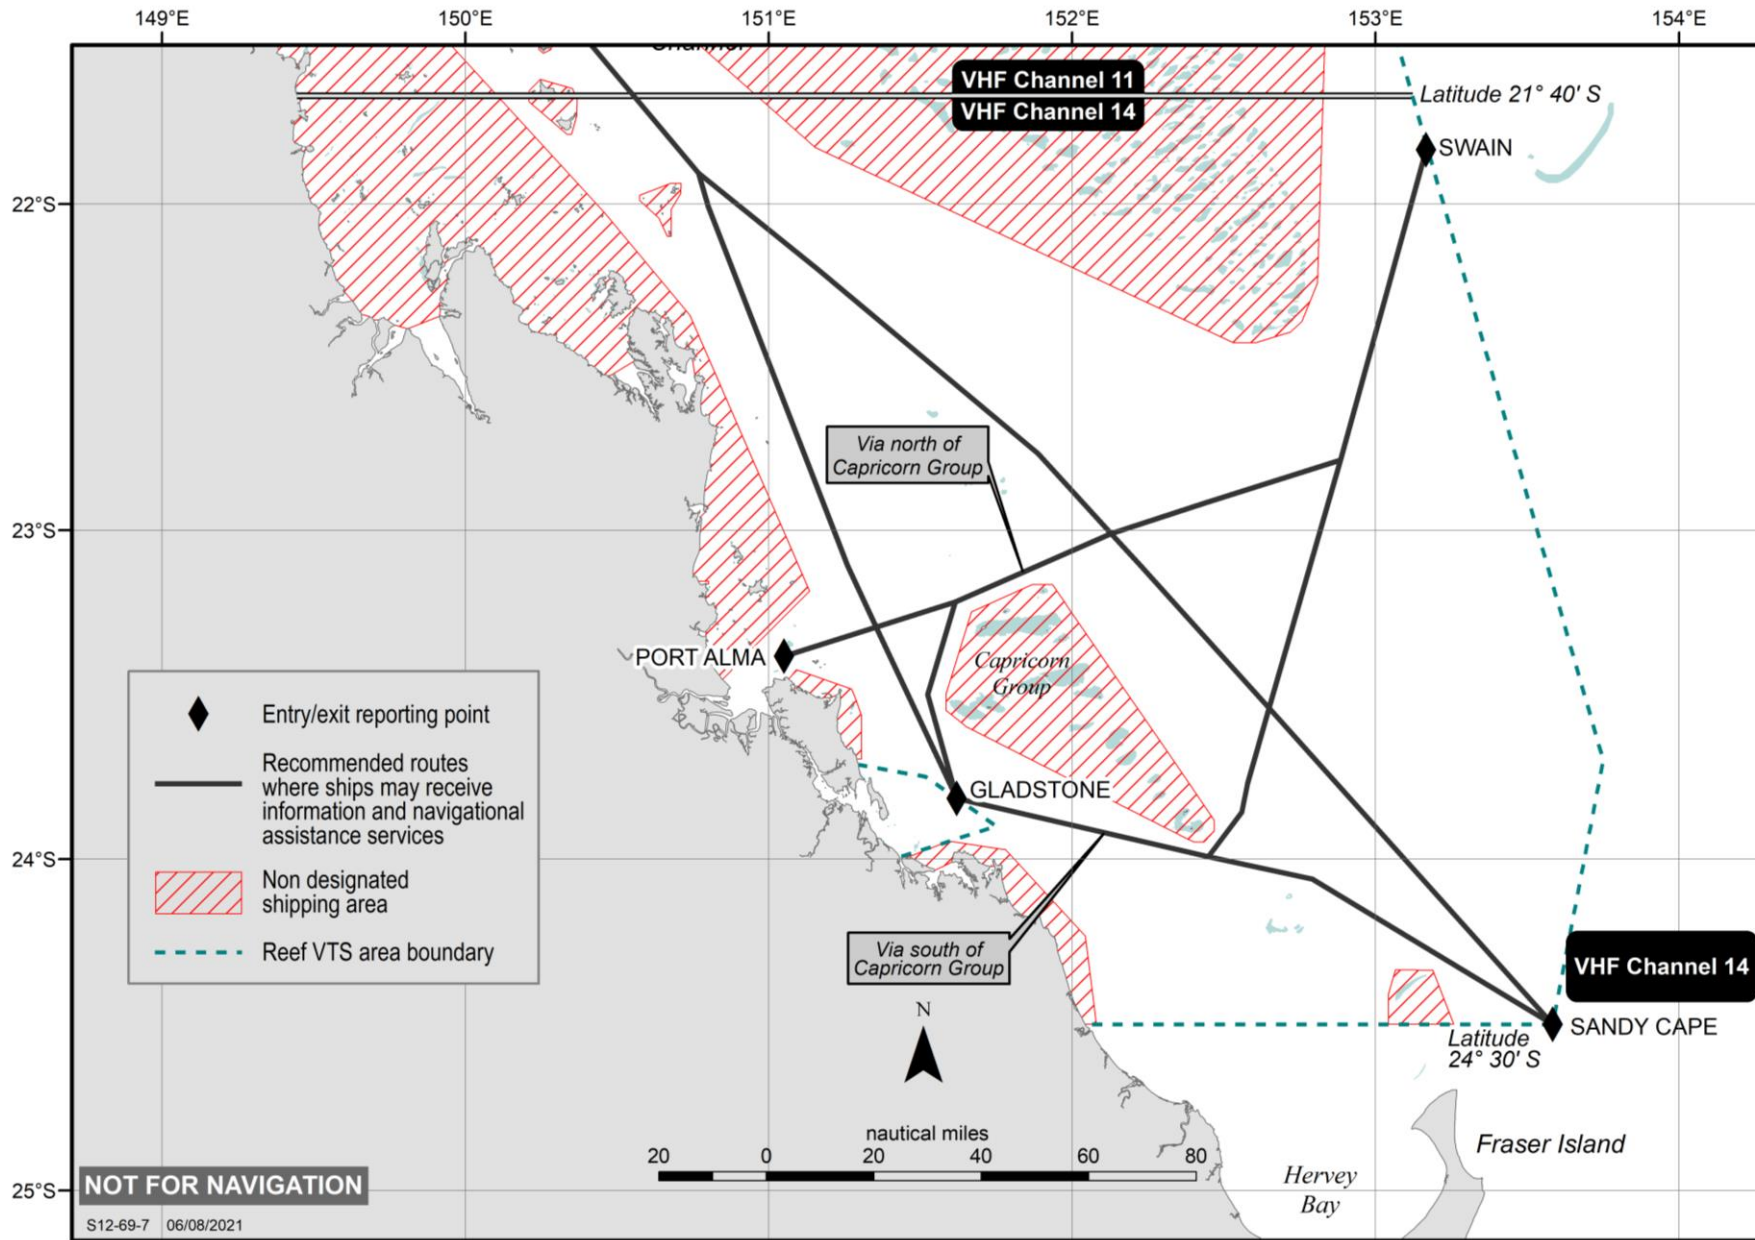 149°E
150°E
151°E
152°E
153°E
154°E
Channel
VHF Channel 11
VHF Channel 14
Latitude 21° 40' S
SWAIN
22°S
Via north of
Capricorn Group
23°S
PORT ALMA
Capricorn
Group
GLADSTONE
Entry/exit reporting point
Recommended routes
where ships may receive
information and navigational
assistance services
Non designated
shipping area
Reef VTS area boundary
24°S
Via south of
Capricorn Group
VHF Channel 14
SANDY CAPE
Latitude
24° 30' S
N
nautical miles
20 0 20 40 60 80
Fraser Island
Hervey
Bay
25°S
NOT FOR NAVIGATION
S12-69-7 06/08/2021